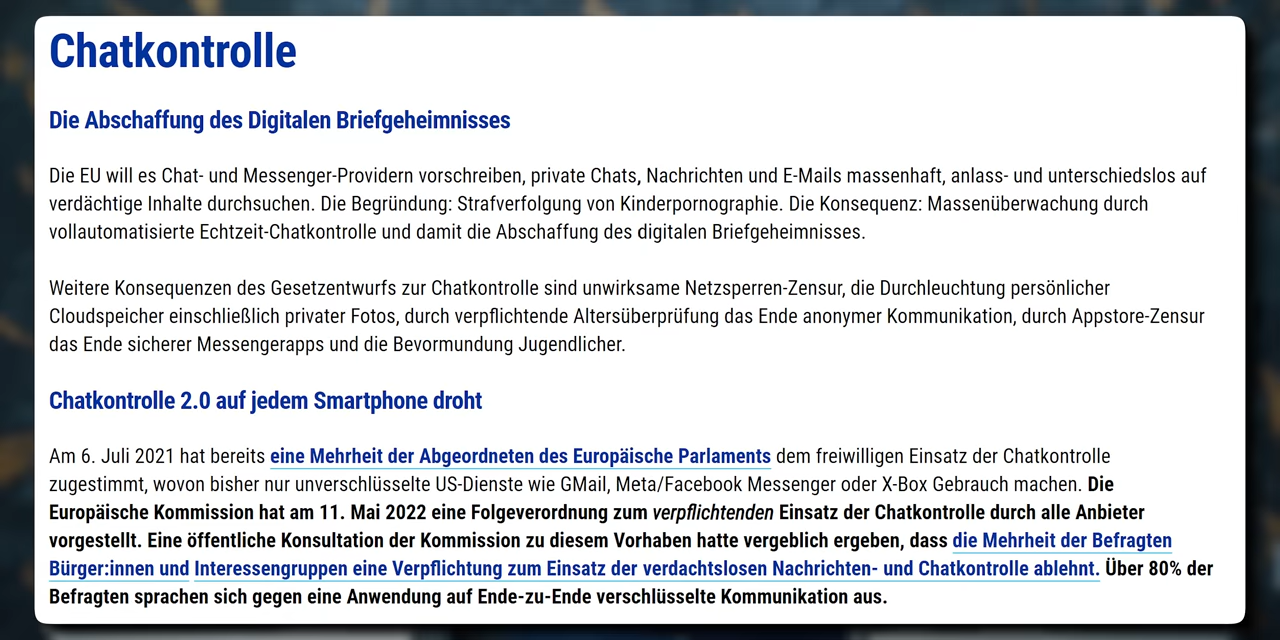 Chatkontrolle
Die Abschaffung des Digitalen Briefgeheimnisses
Die EU will es Chat- und Messenger-Providern vorschreiben, private Chats, Nachrichten und E-Mails massenhaft, anlass- und unterschiedslos auf
verdächtige Inhalte durchsuchen. Die Begründung: Strafverfolgung von Kinderpornographie. Die Konsequenz: Massenüberwachung durch
vollautomatisierte Echtzeit-Chatkontrolle und damit die Abschaffung des digitalen Briefgeheimnisses.
Weitere Konsequenzen des Gesetzentwurfs zur Chatkontrolle sind unwirksame Netzsperren-Zensur, die Durchleuchtung persönlicher
Cloudspeicher einschließlich privater Fotos, durch verpflichtende Altersüberprüfung das Ende anonymer Kommunikation, durch Appstore-Zensur
das Ende sicherer Messengerapps und die Bevormundung Jugendlicher.
Chatkontrolle 2.0 auf jedem Smartphone droht
Am 6. Juli 2021 hat bereits eine Mehrheit der Abgeordneten des Europäische Parlaments dem freiwilligen Einsatz der Chatkontrolle
zugestimmt, wovon bisher nur unverschlüsselte US-Dienste wie GMail, Meta/Facebook Messenger oder X-Box Gebrauch machen. Die
Europäische Kommission hat am 11. Mai 2022 eine Folgeverordnung zum verpflichtenden Einsatz der Chatkontrolle durch alle Anbieter
vorgestellt. Eine öffentliche Konsultation der Kommission zu diesem Vorhaben hatte vergeblich ergeben, dass die Mehrheit der Befragten
Bürger:innen und Interessengruppen eine Verpflichtung zum Einsatz der verdachtslosen Nachrichten- und Chatkontrolle ablehnt. Über 80% der
Befragten sprachen sich gegen eine Anwendung auf Ende-zu-Ende verschlüsselte Kommunikation aus.